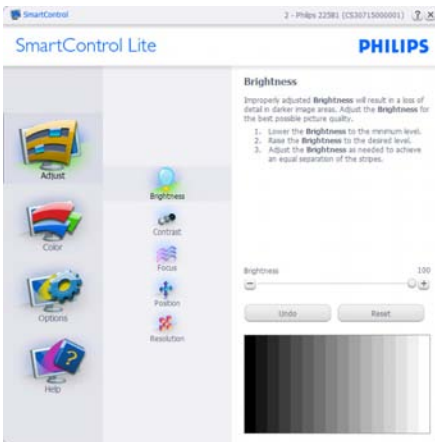 SmartControl
2 - Philips 225B1 (CS30715000001)
SmartControl Lite
PHILIPS
Adjust
Color
Options
Help
Brightness
Contrast
Focus
Position
Resolution
Brightness
Improperly adjusted Brightness will result in a loss of
detail in darker image areas. Adjust the Brightness for
the best possible picture quality.
1. Lower the Brightness to the minimum level.
2. Raise the Brightness to the desired level.
3. Adjust the Brightness as needed to achieve
an equal separation of the stripes.
Brightness 100
Undo Reset